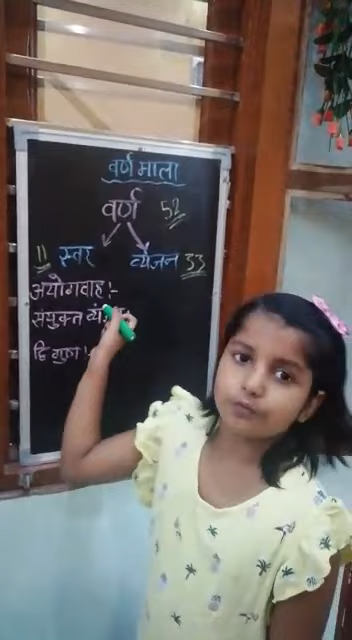 वर्ण माला
वर्ण 52
11 स्वर व्यंजन 33
अयोगवाह :-
संयुक्त
द्वि गुण :-